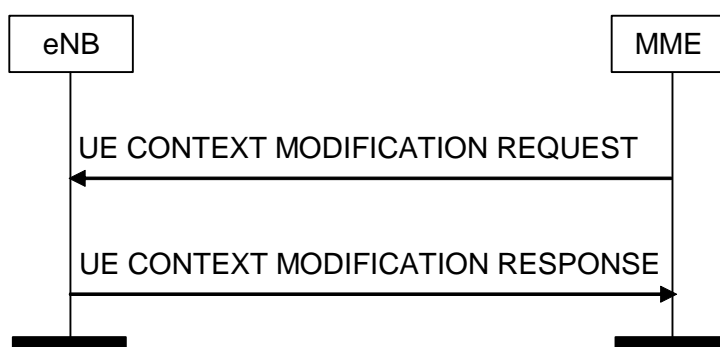 eNB
MME
UE CONTEXT MODIFICATION REQUEST
UE CONTEXT MODIFICATION RESPONSE